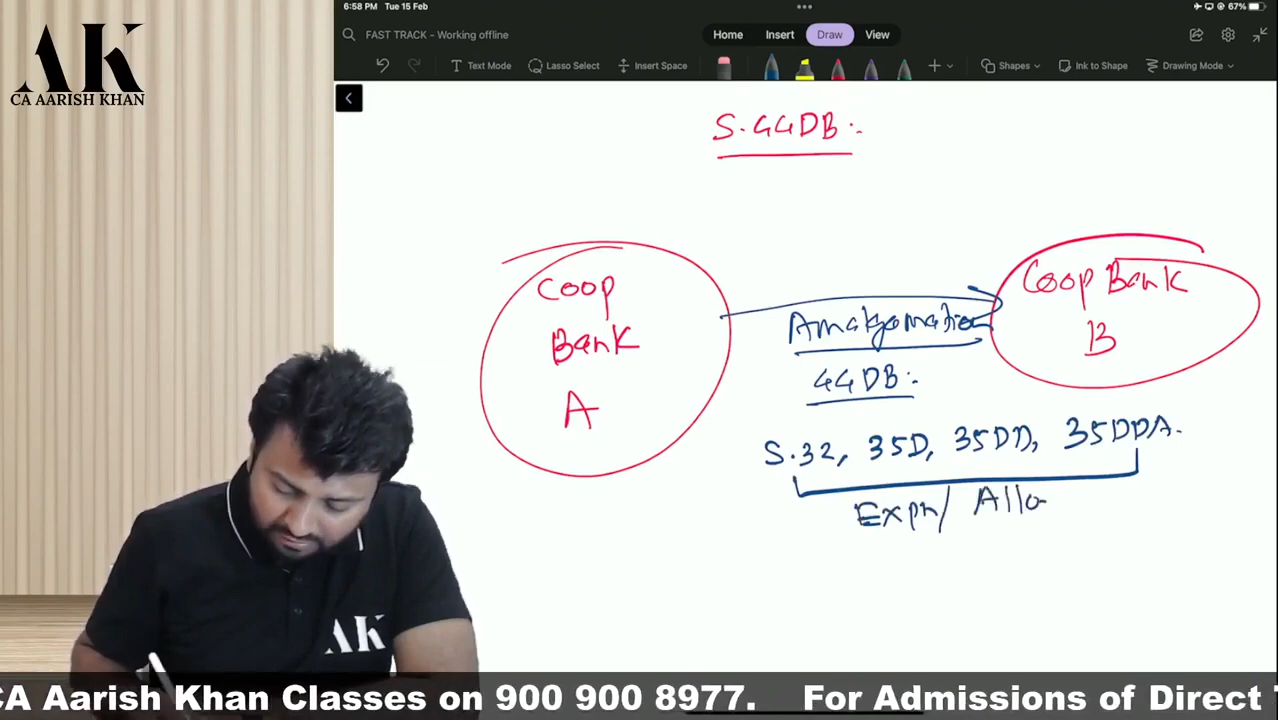 6:58 PM Tue 15 Feb
67%
FAST TRACK - Working offline
Home Insert Draw View
Text Mode Lasso Select Insert Space Shapes Ink to Shape Drawing Mode
AK
CA AARISH KHAN
S.44DB:-
Coop
Bank
A
Amalgamation
44DB:-
Coop Bank
B
S.32, 35D, 35DD, 35DDA.
Expn/ Allo
AK
CA Aarish Khan Classes on 900 900 8977. For Admissions of Direct T